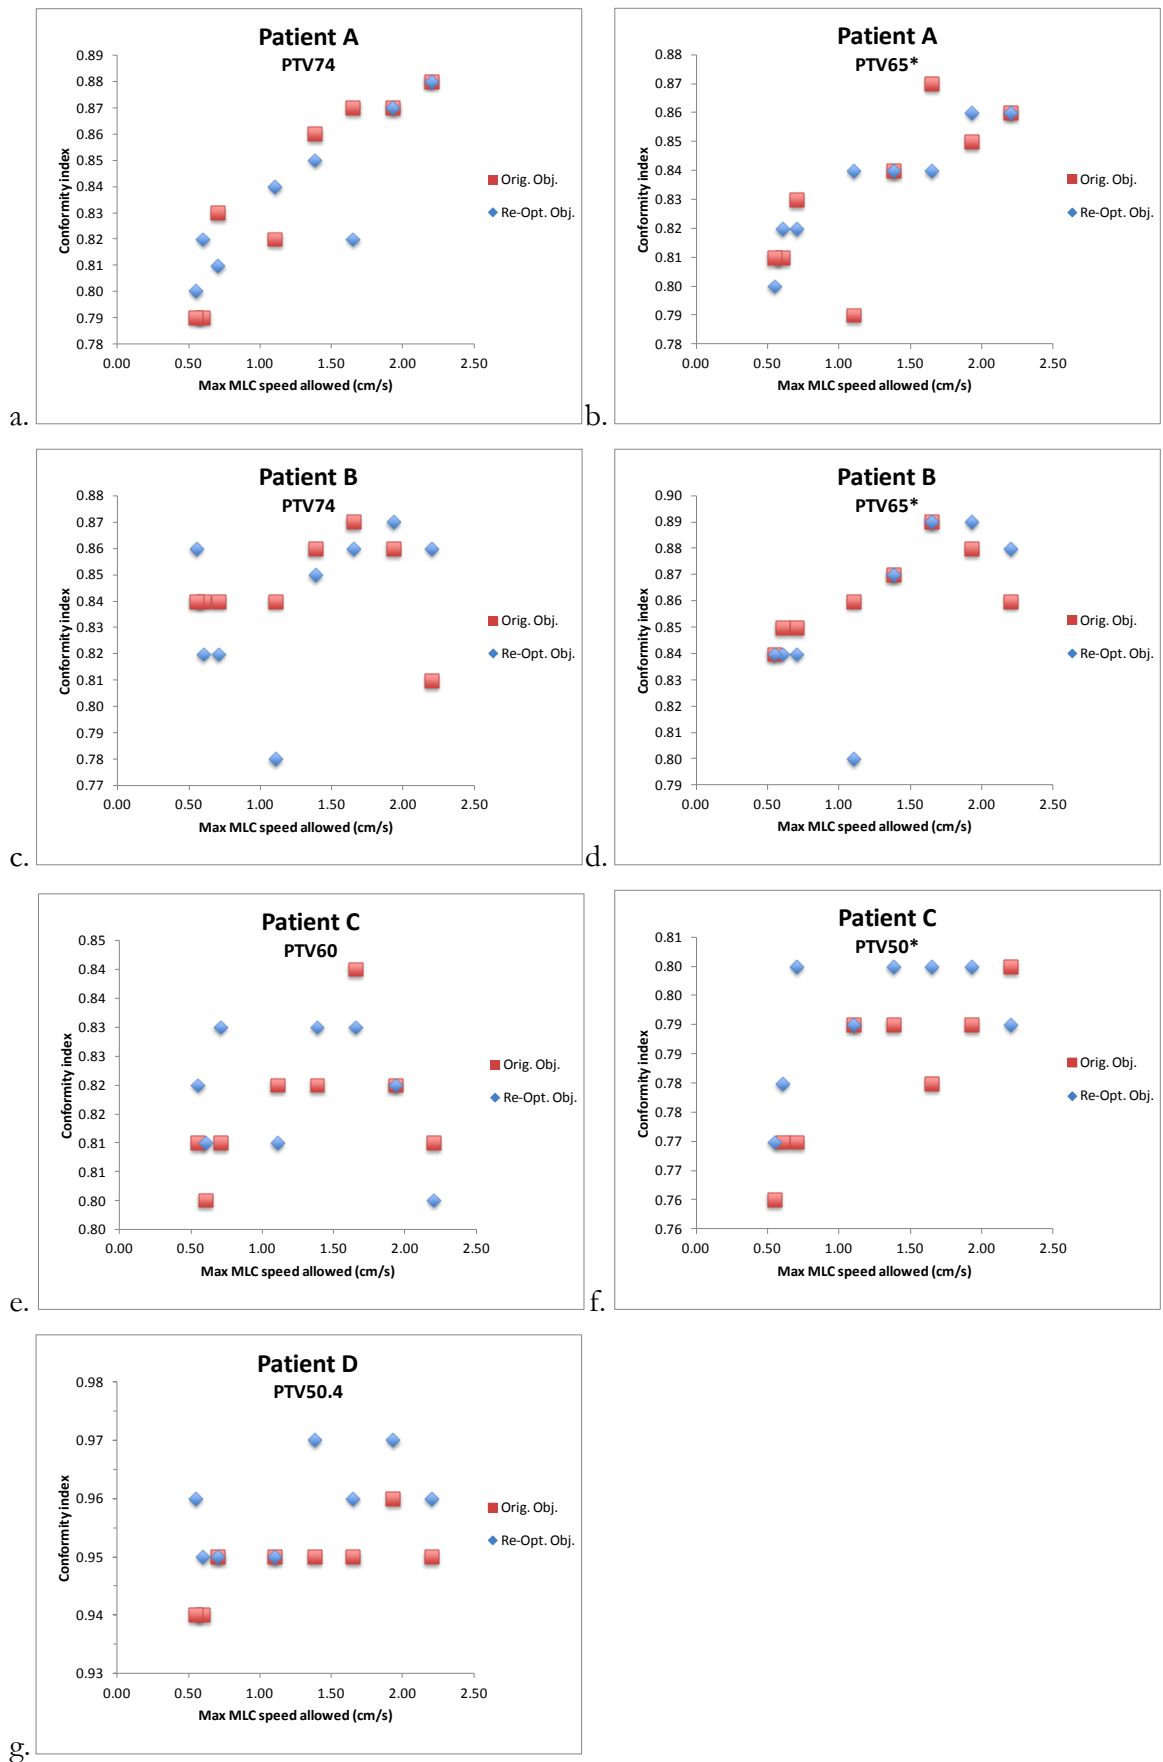 Patient A
PTV74
0.89
0.88
0.87
0.86
0.85
0.84
0.83
0.82
0.81
0.80
0.79
0.78
Conformity index
0.00 0.50 1.00 1.50 2.00 2.50
Max MLC speed allowed (cm/s)
Orig. Obj.
Re-Opt. Obj.
a.
Patient A
PTV65*
0.88
0.87
0.86
0.85
0.84
0.83
0.82
0.81
0.80
0.79
0.78
Conformity index
0.00 0.50 1.00 1.50 2.00 2.50
Max MLC speed allowed (cm/s)
Orig. Obj.
Re-Opt. Obj.
b.
Patient B
PTV74
0.88
0.87
0.86
0.85
0.84
0.83
0.82
0.81
0.80
0.79
0.78
0.77
Conformity index
0.00 0.50 1.00 1.50 2.00 2.50
Max MLC speed allowed (cm/s)
Orig. Obj.
Re-Opt. Obj.
c.
Patient B
PTV65*
0.90
0.89
0.88
0.87
0.86
0.85
0.84
0.83
0.82
0.81
0.80
0.79
Conformity index
0.00 0.50 1.00 1.50 2.00 2.50
Max MLC speed allowed (cm/s)
Orig. Obj.
Re-Opt. Obj.
d.
Patient C
PTV60
0.85
0.84
0.84
0.83
0.83
0.82
0.82
0.81
0.81
0.80
0.80
Conformity index
0.00 0.50 1.00 1.50 2.00 2.50
Max MLC speed allowed (cm/s)
Orig. Obj.
Re-Opt. Obj.
e.
Patient C
PTV50*
0.81
0.80
0.80
0.79
0.79
0.78
0.78
0.77
0.77
0.76
0.76
Conformity index
0.00 0.50 1.00 1.50 2.00 2.50
Max MLC speed allowed (cm/s)
Orig. Obj.
Re-Opt. Obj.
f.
Patient D
PTV50.4
0.98
0.97
0.96
0.95
0.94
0.93
Conformity index
0.00 0.50 1.00 1.50 2.00 2.50
Max MLC speed allowed (cm/s)
Orig. Obj.
Re-Opt. Obj.
g.